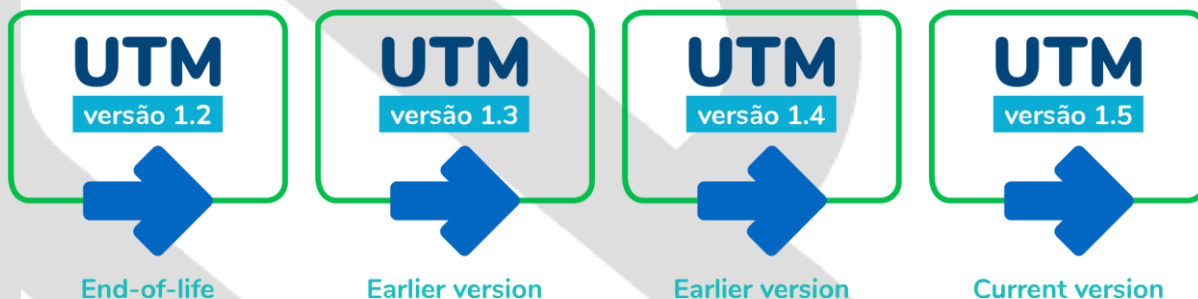 UTM
versão 1.2
End-of-life
UTM
versão 1.3
Earlier version
UTM
versão 1.4
Earlier version
UTM
versão 1.5
Current version